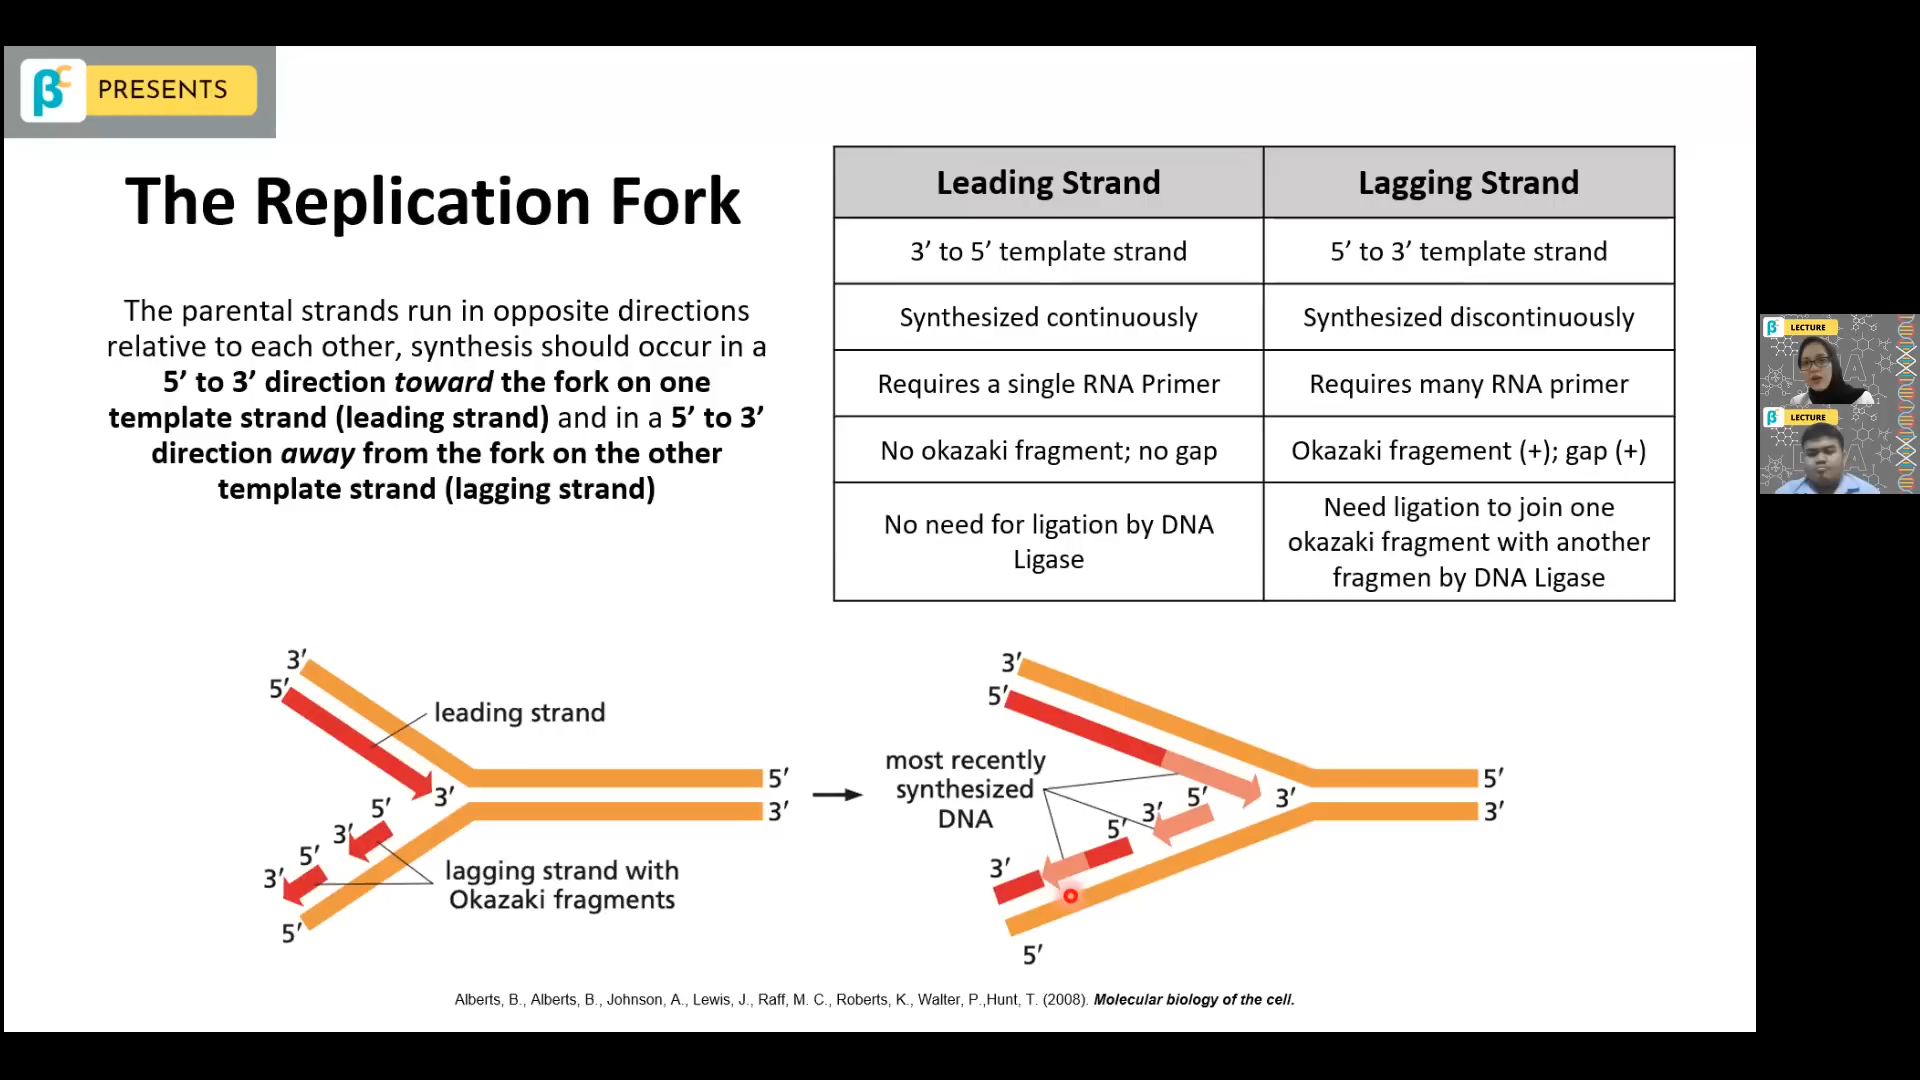 βc PRESENTS
The Replication Fork
The parental strands run in opposite directions
relative to each other, synthesis should occur in a
5’ to 3’ direction toward the fork on one
template strand (leading strand) and in a 5’ to 3’
direction away from the fork on the other
template strand (lagging strand)
Leading Strand
Lagging Strand
3’ to 5’ template strand
5’ to 3’ template strand
Synthesized continuously
Synthesized discontinuously
Requires a single RNA Primer
Requires many RNA primer
No okazaki fragment; no gap
Okazaki fragement (+); gap (+)
No need for ligation by DNA
Ligase
Need ligation to join one
okazaki fragment with another
fragmen by DNA Ligase
3′
5′
leading strand
5′
3′
3′
5′
3′
5′
3′
lagging strand with
Okazaki fragments
5′
3′
5′
most recently
synthesized
DNA
5′
3′
3′
5′
3′
5′
3′
5′
Alberts, B., Alberts, B., Johnson, A., Lewis, J., Raff, M. C., Roberts, K., Walter, P.,Hunt, T. (2008). Molecular biology of the cell.
βc LECTURE
βc LECTURE